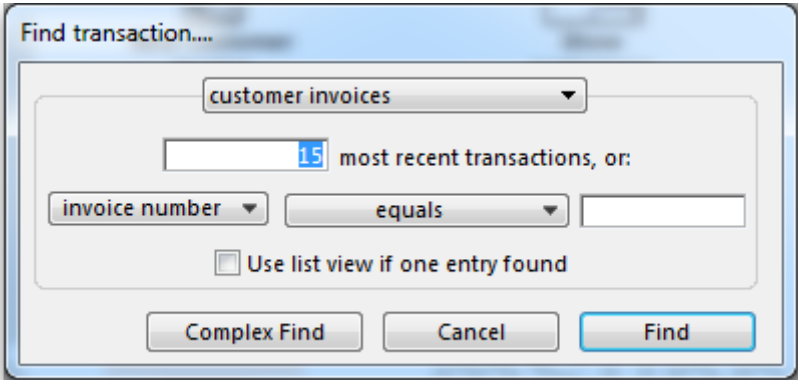 Find transaction....
customer invoices
15 most recent transactions, or:
invoice number equals
Use list view if one entry found
Complex Find Cancel Find